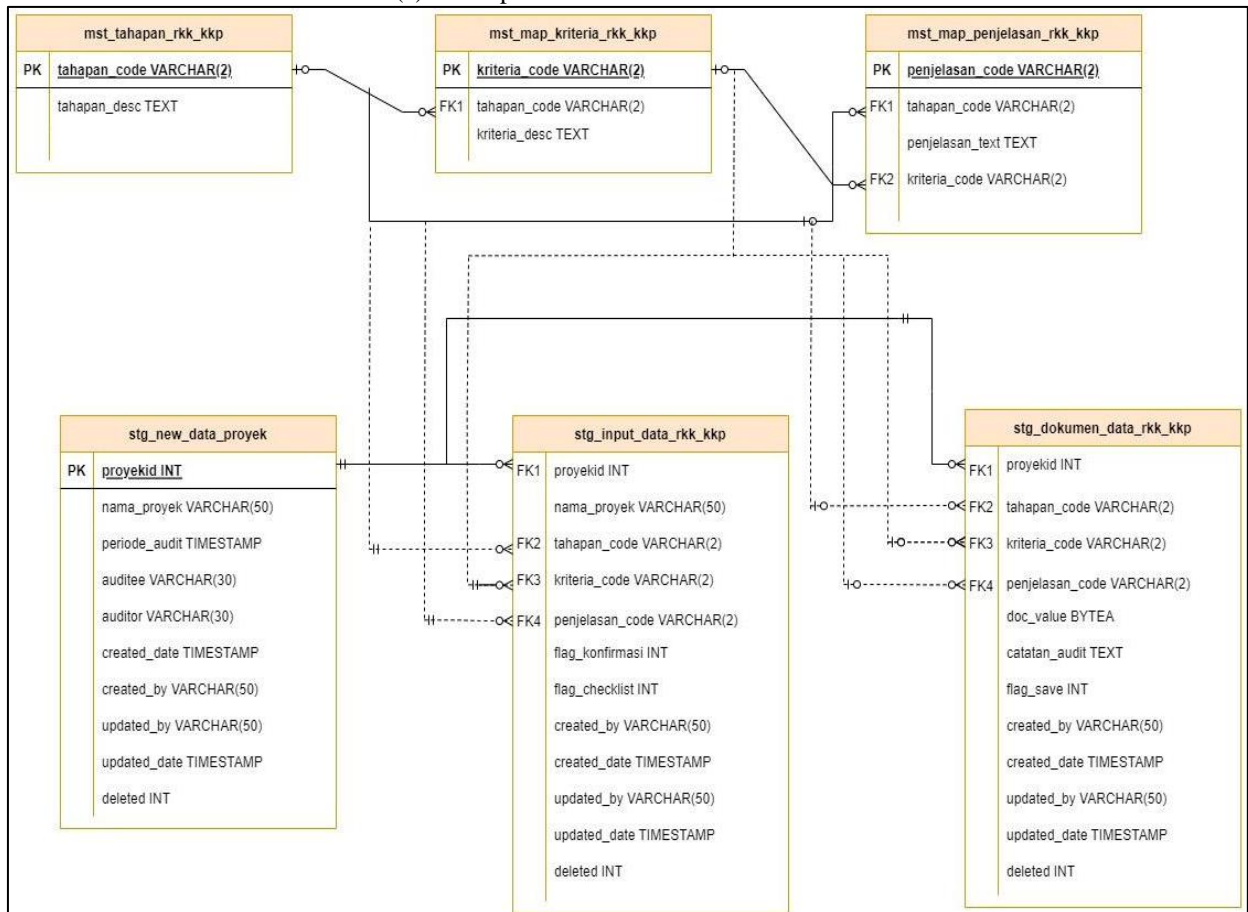 mst_tahapan_rkk_kkp
PK tahapan_code VARCHAR(2)
tahapan_desc TEXT
mst_map_kriteria_rkk_kkp
PK kriteria_code VARCHAR(2)
FK1 tahapan_code VARCHAR(2)
kriteria_desc TEXT
mst_map_penjelasan_rkk_kkp
PK penjelasan_code VARCHAR(2)
FK1 tahapan_code VARCHAR(2)
penjelasan_text TEXT
FK2 kriteria_code VARCHAR(2)
stg_new_data_proyek
PK proyekid INT
nama_proyek VARCHAR(50)
periode_audit TIMESTAMP
auditee VARCHAR(30)
auditor VARCHAR(30)
created_date TIMESTAMP
created_by VARCHAR(50)
updated_by VARCHAR(50)
updated_date TIMESTAMP
deleted INT
stg_input_data_rkk_kkp
FK1 proyekid INT
nama_proyek VARCHAR(50)
FK2 tahapan_code VARCHAR(2)
FK3 kriteria_code VARCHAR(2)
FK4 penjelasan_code VARCHAR(2)
flag_konfirmasi INT
flag_checklist INT
created_by VARCHAR(50)
created_date TIMESTAMP
updated_by VARCHAR(50)
updated_date TIMESTAMP
deleted INT
stg_dokumen_data_rkk_kkp
FK1 proyekid INT
FK2 tahapan_code VARCHAR(2)
FK3 kriteria_code VARCHAR(2)
FK4 penjelasan_code VARCHAR(2)
doc_value BYTEA
catatan_audit TEXT
flag_save INT
created_by VARCHAR(50)
created_date TIMESTAMP
updated_by VARCHAR(50)
updated_date TIMESTAMP
deleted INT